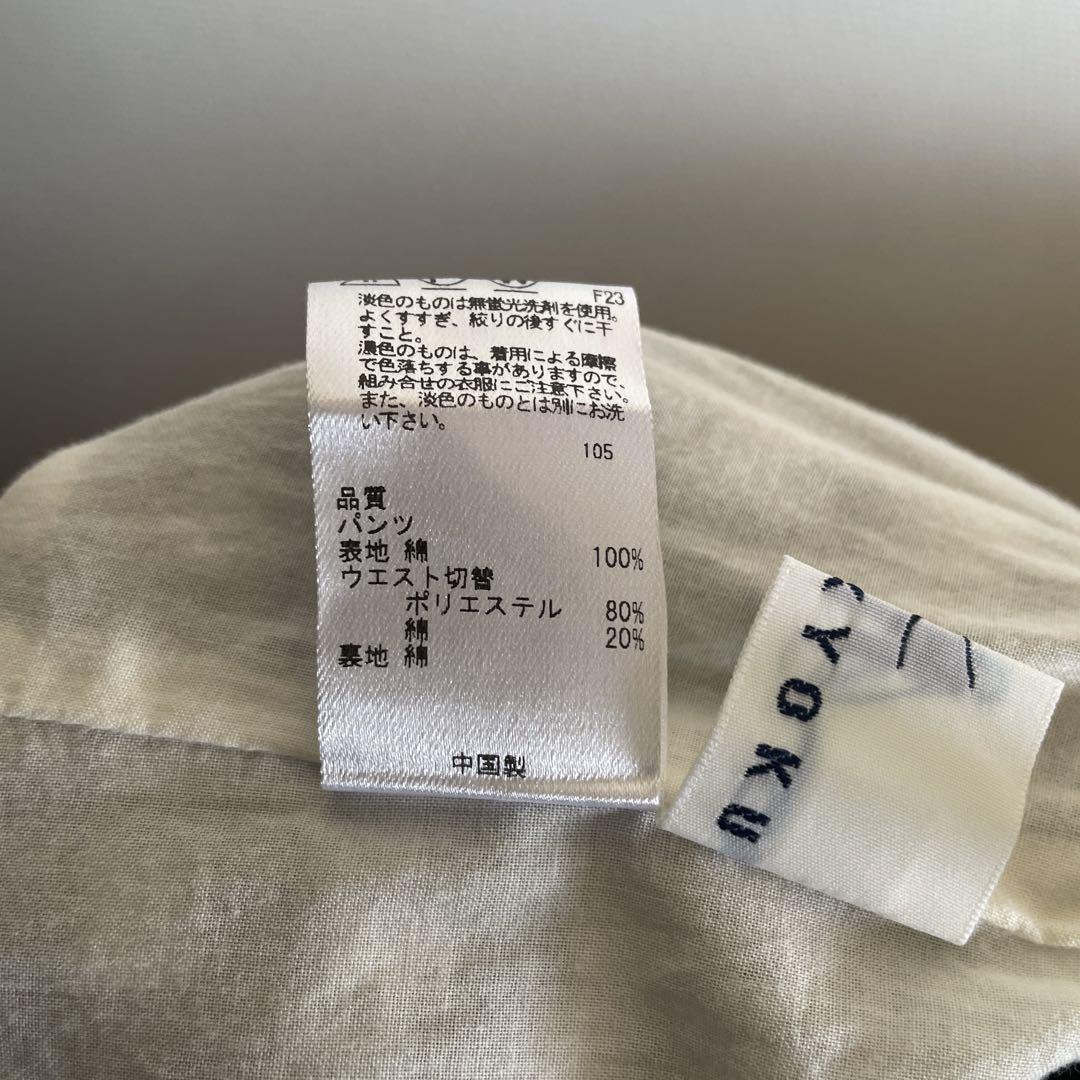 F23
淡色のものは無蛍光洗剤を使用。
よくすすぎ、絞りの後すぐに干
すこと。
濃色のものは、着用による摩擦
で色落ちする事がありますので、
組み合せの衣服にご注意下さい。
また、淡色のものとは別にお洗
い下さい。
105
品質
パンツ
表地 綿 100%
ウエスト切替
ポリエステル 80%
綿 20%
裏地 綿
中国製
YOKU